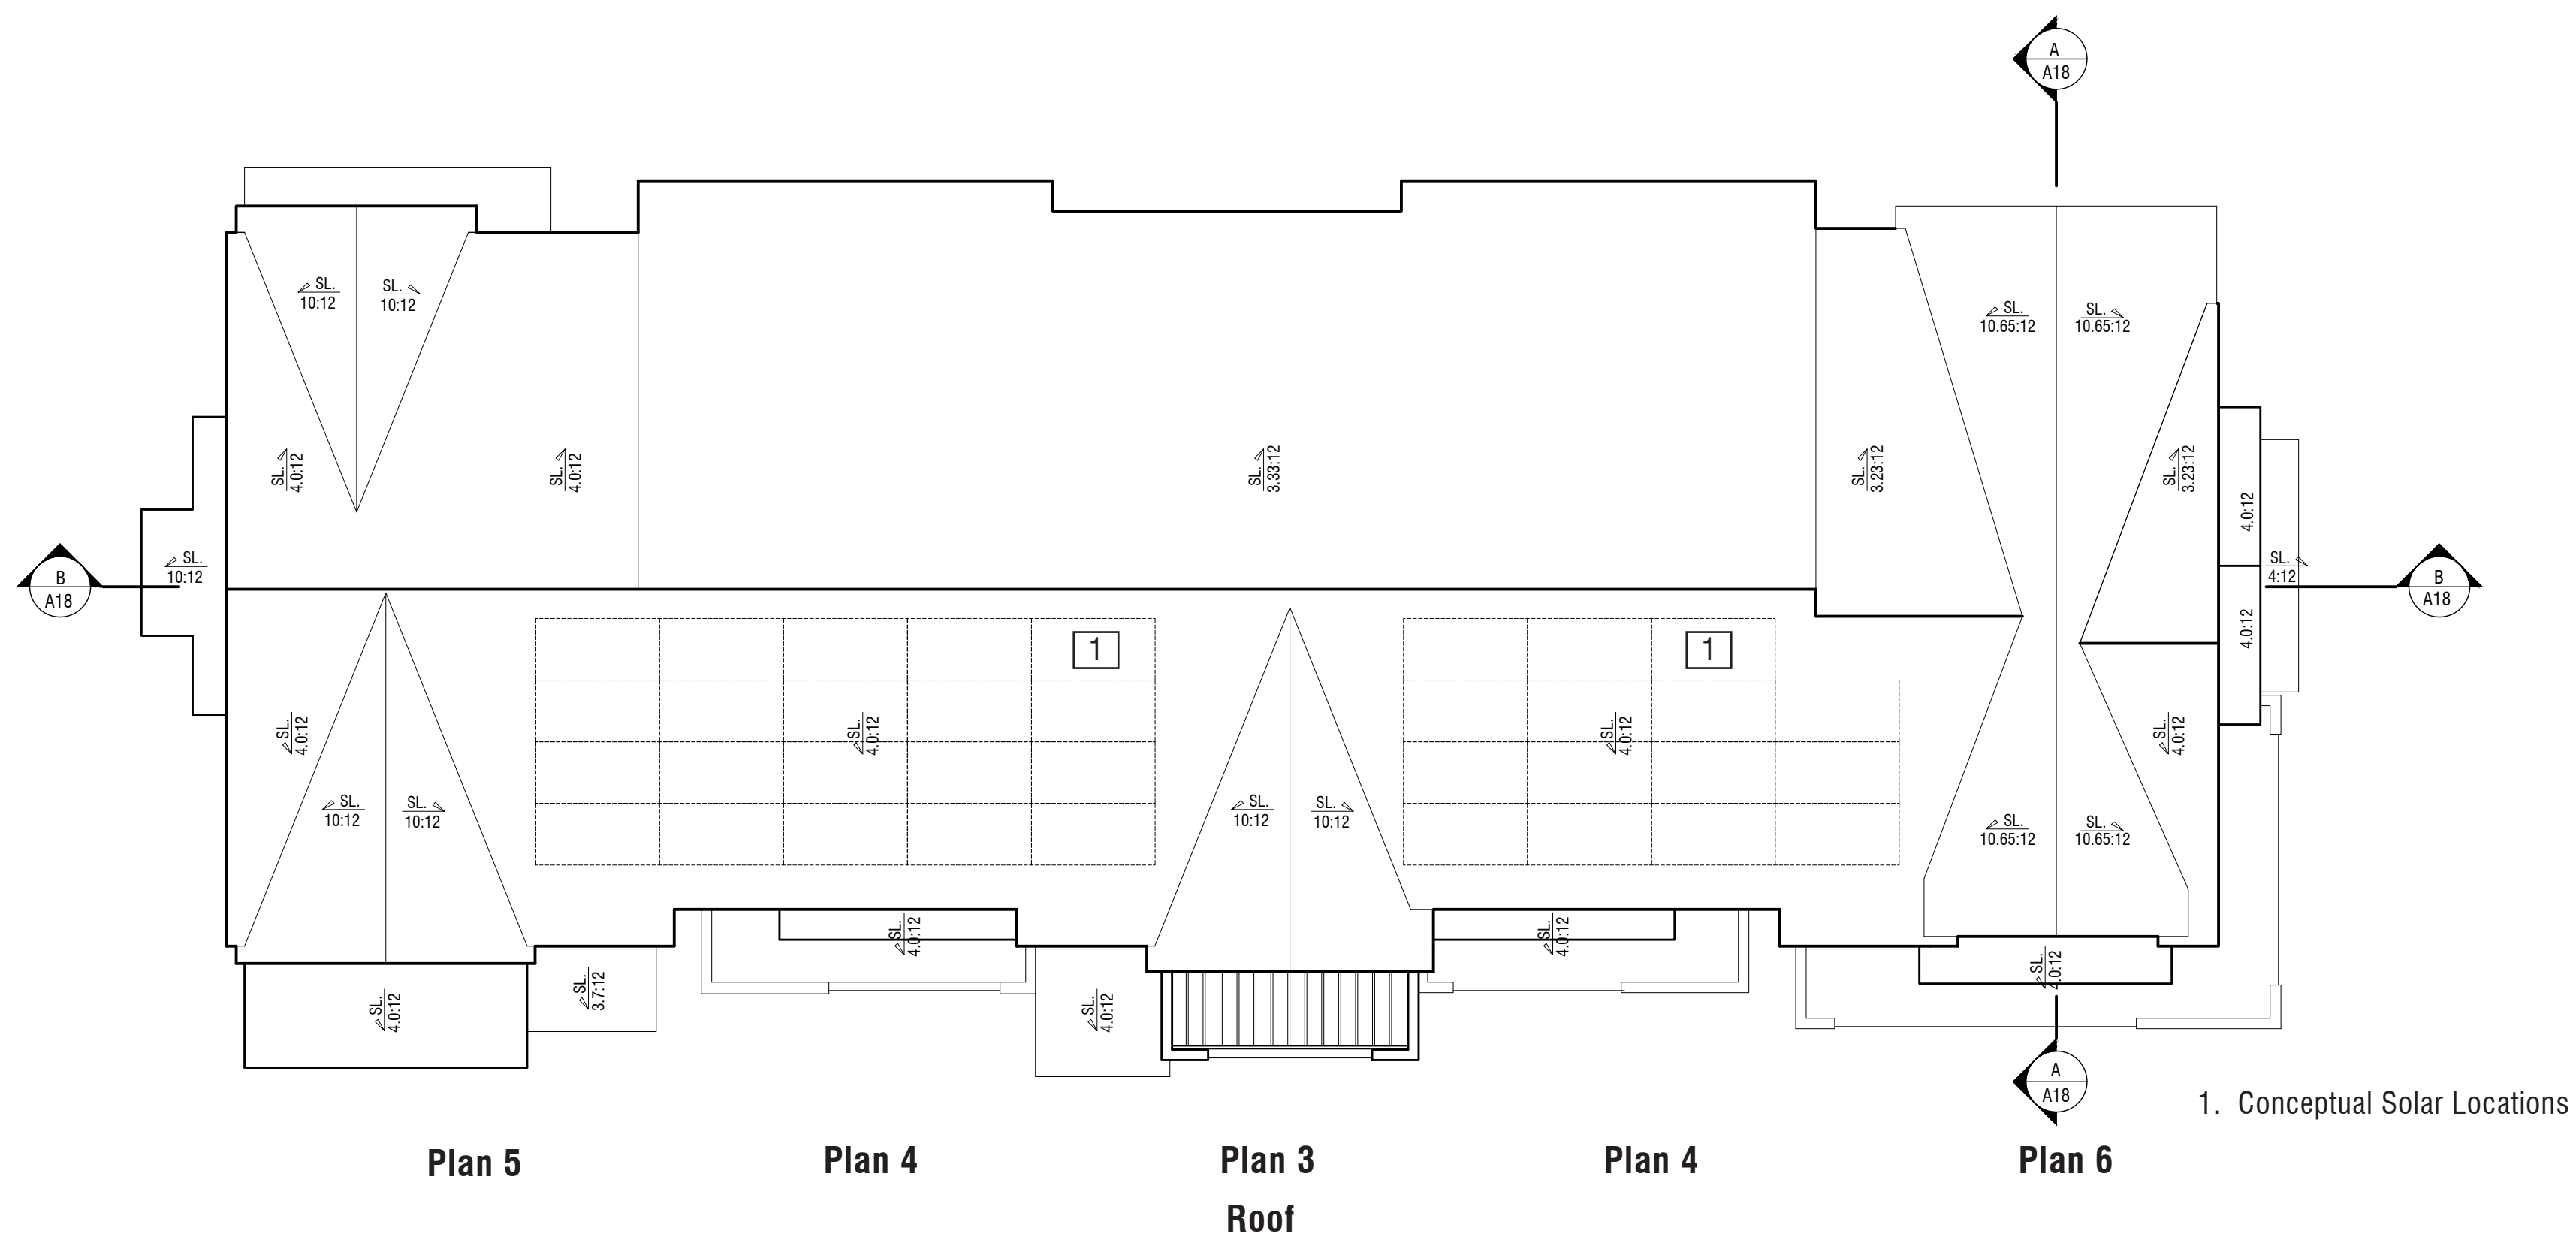 A
A18
SL.
10:12
SL.
10:12
SL.
10.65:12
SL.
10.65:12
SL.
4.0:12
SL.
4.0:12
SL.
3.33:12
SL.
3.23:12
SL.
3.23:12
4.0:12
SL.
10:12
B
A18
SL.
4:12
B
A18
4.0:12
1
1
SL.
4.0:12
SL.
4.0:12
SL.
4.0:12
SL.
4.0:12
SL.
10:12
SL.
10:12
SL.
10:12
SL.
10:12
SL.
10.65:12
SL.
10.65:12
SL.
4.0:12
SL.
4.0:12
SL.
4.0:12
SL.
3.7:12
SL.
4.0:12
SL.
4.0:12
A
A18
1. Conceptual Solar Locations
Plan 5
Plan 4
Plan 3
Plan 4
Plan 6
Roof